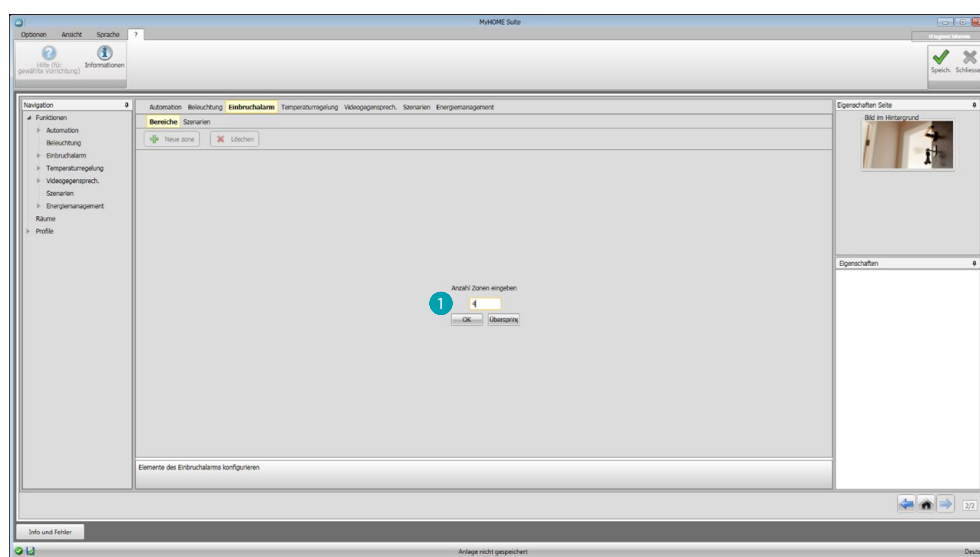 MyHOME Suite
Optionen Ansicht Sprache ?
Hilfe (für gewählte Vorrichtung)
Informationen
Speich. Schliesse
Navigation
Funktionen
Automation
Beleuchtung
Einbruchalarm
Temperaturregelung
Videogegensprech.
Szenarien
Energiemanagement
Räume
Profile
Automation Beleuchtung Einbruchalarm Temperaturregelung Videogegensprech. Szenarien Energiemanagement
Bereiche Szenarien
Neue zone Löschen
Anzahl Zonen eingeben
1
4
OK Überspring
Elemente des Einbruchalarms konfigurieren
Eigenschaften Seite
Bild im Hintergrund
Eigenschaften
2/2
Info und Fehler
Anlage nicht gespeichert